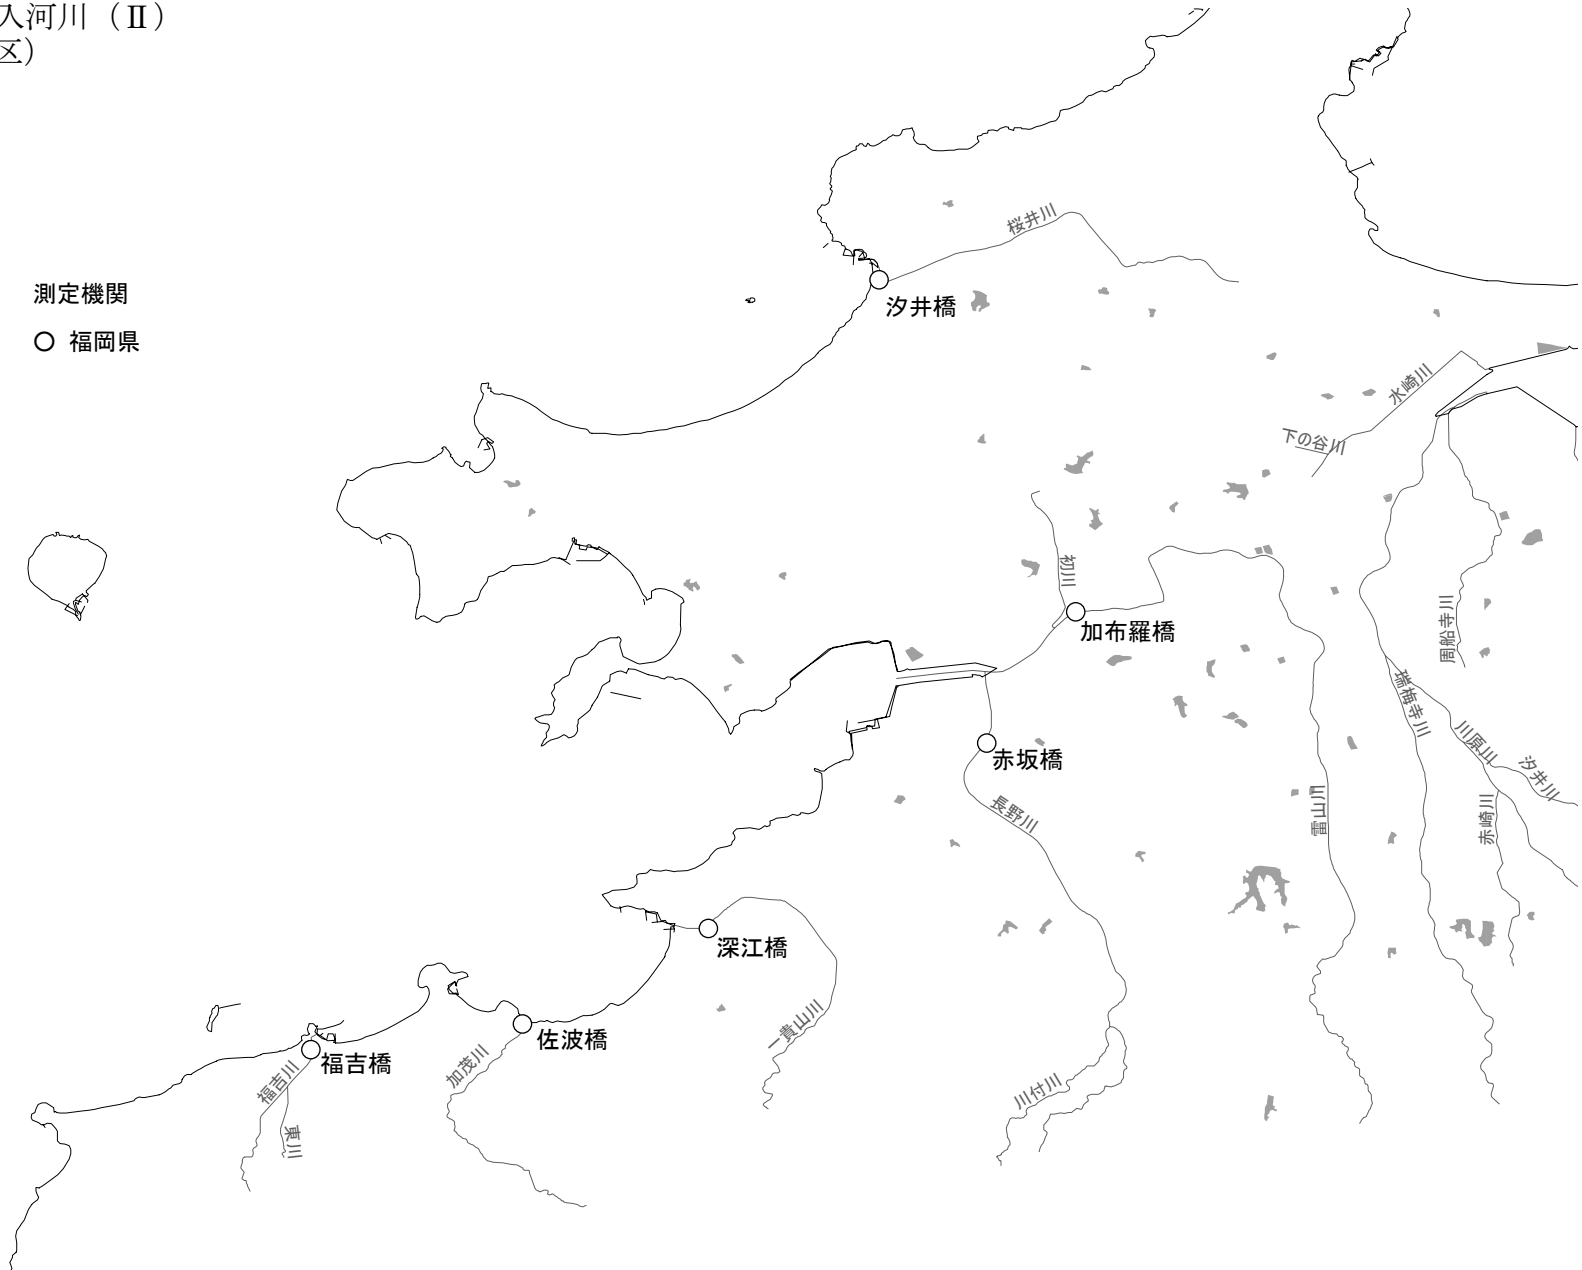 入河川（Ⅱ）
区）
桜井川
測定機関
汐井橋
○ 福岡県
水崎川
下の谷川
初川
加布羅橋
周船寺川
瑞梅寺川
川原川
赤坂橋
汐井川
長野川
雷山川
赤崎川
深江橋
一貴山川
佐波橋
福吉橋
加茂川
福吉川
川付川
東川